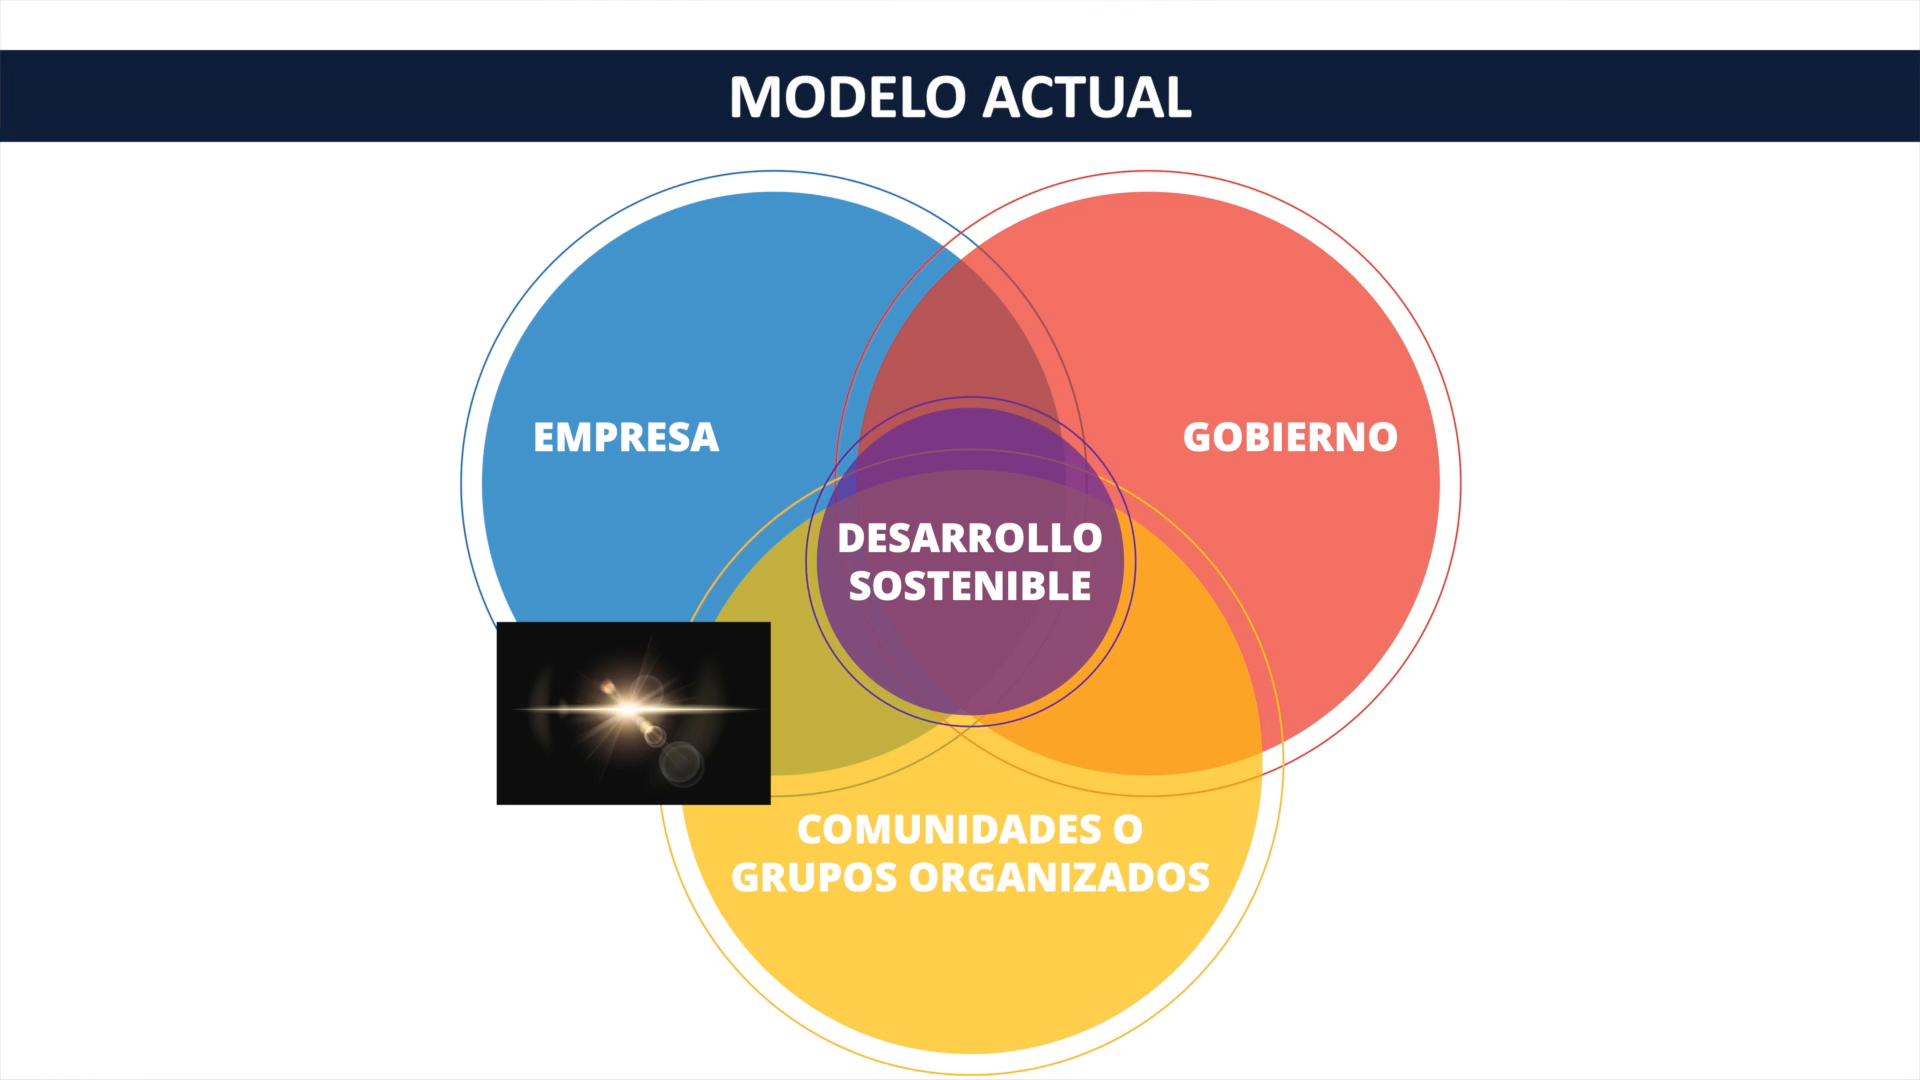 MODELO ACTUAL
EMPRESA
GOBIERNO
DESARROLLO
SOSTENIBLE
COMUNIDADES O
GRUPOS ORGANIZADOS